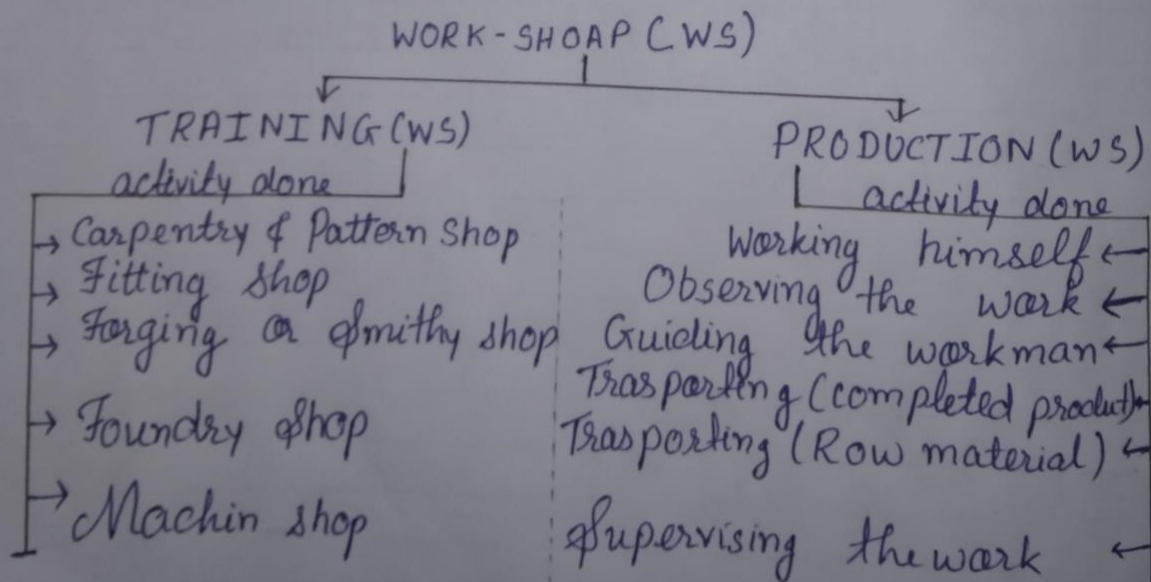 WORK-SHOAP (WS)
TRAINING (WS)
activity done
Carpentry & Pattern Shop
Fitting shop
Forging or Smithy shop
Foundry Shop
Machin shop
PRODUCTION (WS)
activity done
Working himself
Observing the work
Guiding the workman
Trasporting (completed product)
Trasporting (Row material)
Supervising the work